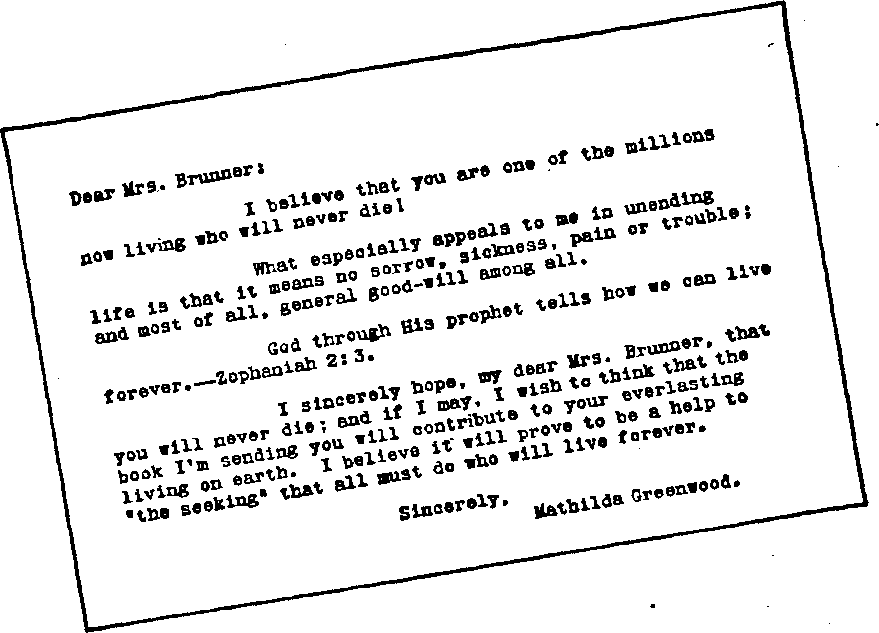 Dear Mrs. Brunner:
I believe that you are one of the millions
now living who will never die!
What especially appeals to me in unending
life is that it means no sorrow, sickness, pain or trouble;
and most of all, general good-will among all.
God through His prophet tells how we can live
forever.—Zophaniah 2:3.
I sincerely hope, my dear Mrs. Brunner, that
you will never die; and if I may, I wish to think that the
book I'm sending you will contribute to your everlasting
living on earth. I believe it will prove to be a help to
"the seeking" that all must do who will live forever.
Sincerely,
Mathilda Greenwood.